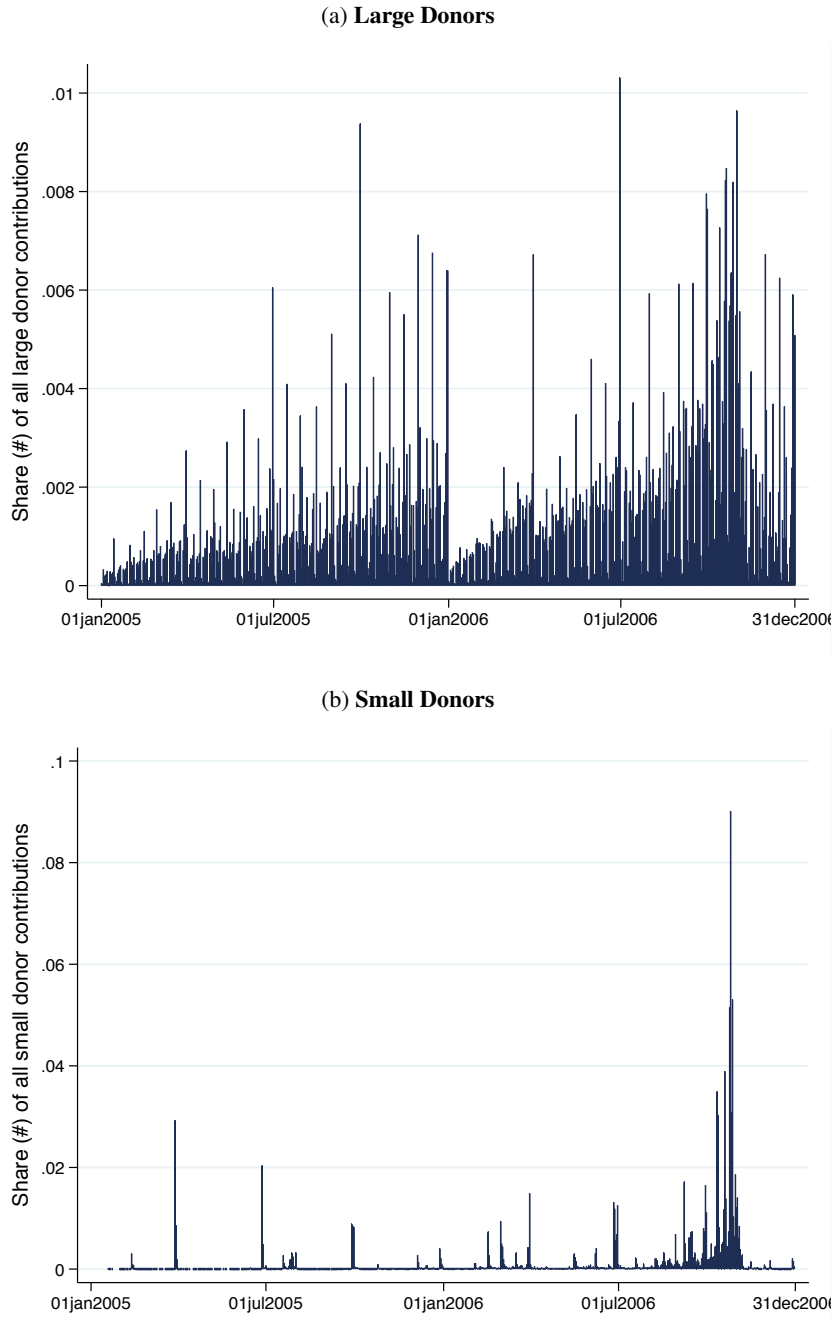 (a) Large Donors
Share (#) of all large donor contributions
.01
.008
.006
.004
.002
0
01jan2005 01jul2005 01jan2006 01jul2006 31dec2006
(b) Small Donors
Share (#) of all small donor contributions
.1
.08
.06
.04
.02
0
01jan2005 01jul2005 01jan2006 01jul2006 31dec2006